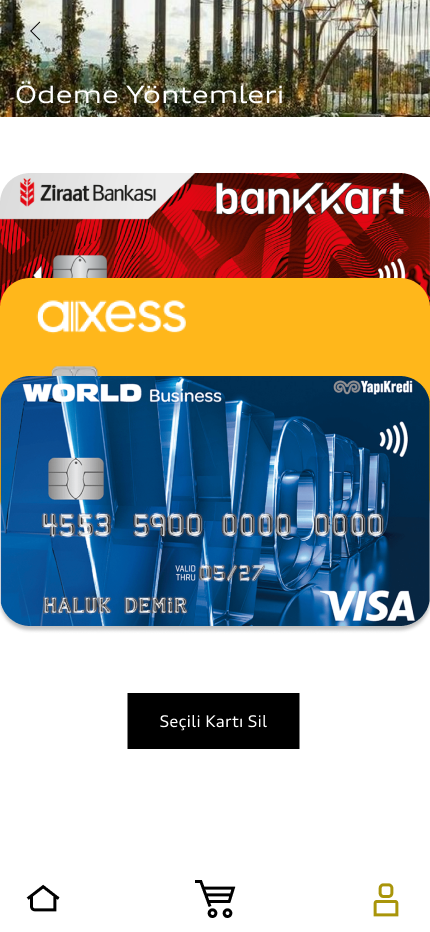 Ödeme Yöntemleri
Ziraat Bankası
bankkart
axess
WORLD Business
YapıKredi
4553 5900 0000 0000
VALID
THRU 05/27
HALUK DEMiR
VISA
Seçili Kartı Sil